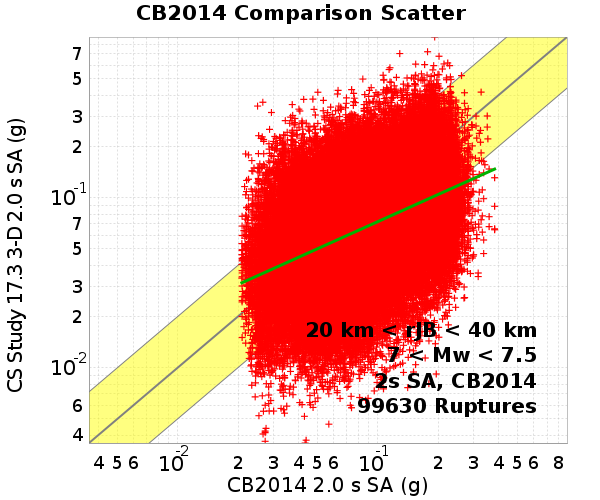 CB2014 Comparison Scatter
CS Study 17.3 3-D 2.0 s SA (g)
7
5
3
2
10-1
7
5
3
2
10-2
6
4
20 km < rJB < 40 km
7 < Mw < 7.5
2s SA, CB2014
99630 Ruptures
4 5 6 10-2 2 3 4 5 6 10-1 2 3 4 5 6 8
CB2014 2.0 s SA (g)